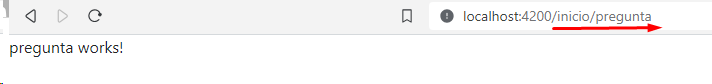 localhost:4200/inicio/pregunta
pregunta works!